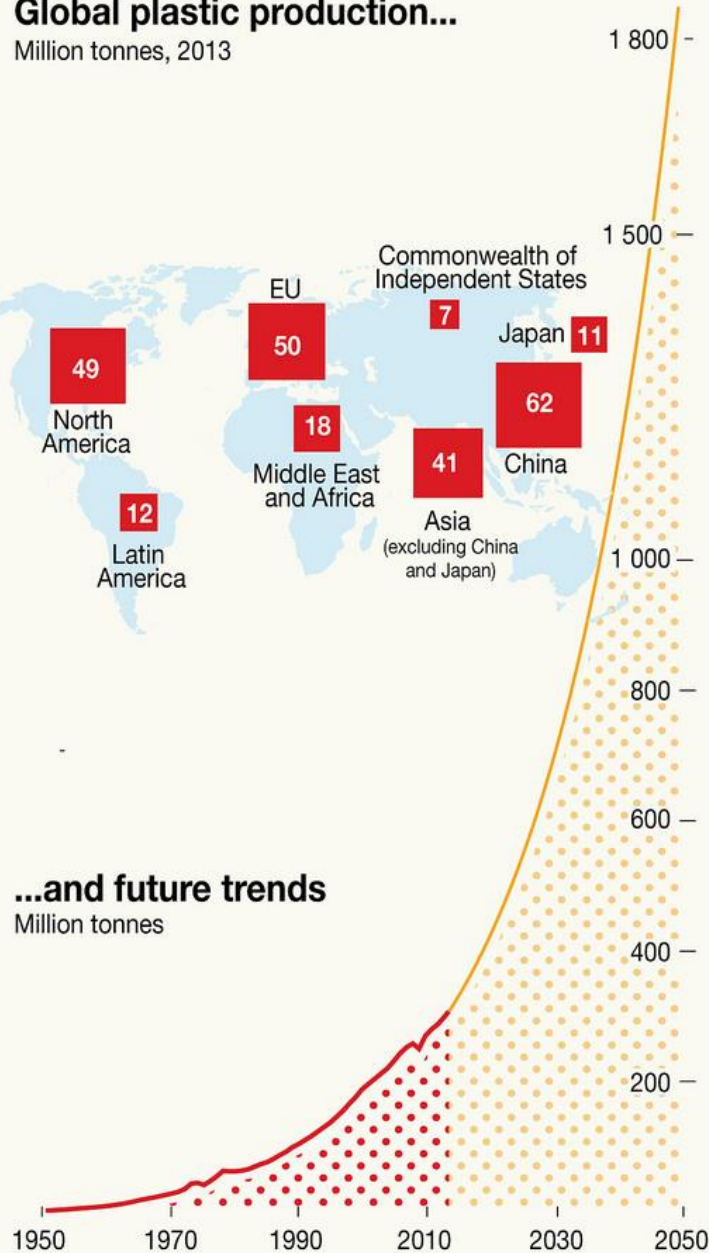 Global plastic production...
Million tonnes, 2013
1 800
1 500
Commonwealth of
Independent States
7
EU
50
Japan 11
49
North
America
62
China
18
Middle East
and Africa
41
Asia
(excluding China
and Japan)
12
Latin
America
1 000
800
600
...and future trends
Million tonnes
400
200
1950 1970 1990 2010 2030 2050